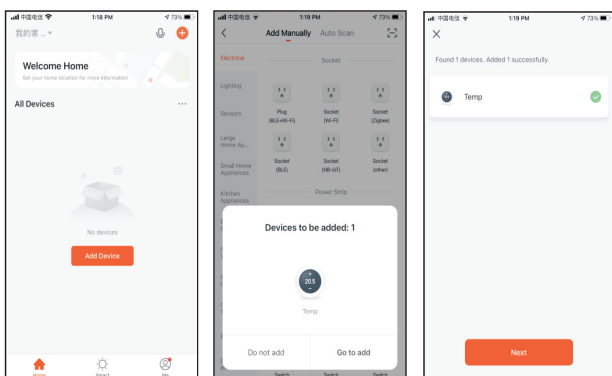 中国电信
1:18 PM
73%
我的家 ...
Welcome Home
Set your home location for more information
All Devices
...
No devices
Add Device
Home
Smart
Me
中国电信
1:19 PM
73%
Add Manually
Auto Scan
Electrical
Lighting
Sensors
Large
Home Ap...
Small Home
Appliances
Kitchen
Appliances
Socket
Plug
(BLE+Wi-Fi)
Socket
(Wi-Fi)
Socket
(Zigbee)
Socket
(BLE)
Socket
(NB-IoT)
Socket
(other)
Power Strip
Devices to be added: 1
20.5
Temp
Do not add
Go to add
Switch
Switch
Switch
中国电信
1:19 PM
73%
Found 1 devices. Added 1 successfully.
Temp
Next